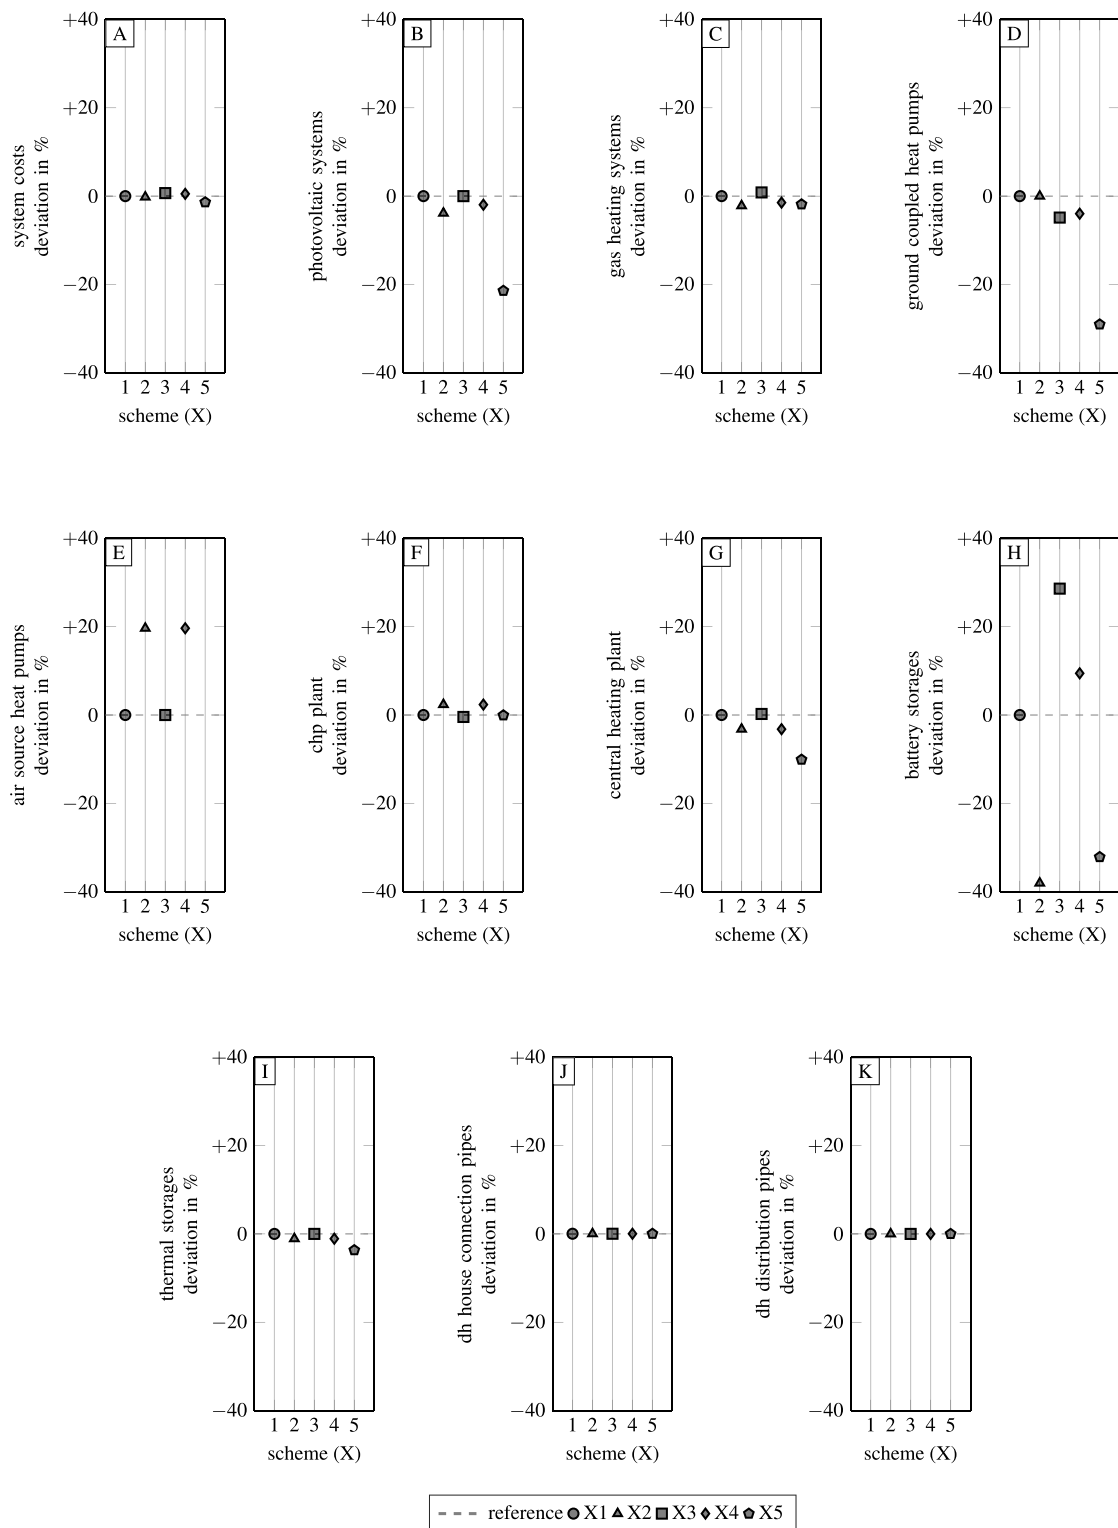 +40
A
+20
0
−20
−40
system costs
deviation in %
1 2 3 4 5
scheme (X)
+40
B
+20
0
−20
−40
photovoltaic systems
deviation in %
1 2 3 4 5
scheme (X)
+40
C
+20
0
−20
−40
gas heating systems
deviation in %
1 2 3 4 5
scheme (X)
+40
D
+20
0
−20
−40
ground coupled heat pumps
deviation in %
1 2 3 4 5
scheme (X)
+40
E
+20
0
−20
−40
air source heat pumps
deviation in %
1 2 3 4 5
scheme (X)
+40
F
+20
0
−20
−40
chp plant
deviation in %
1 2 3 4 5
scheme (X)
+40
G
+20
0
−20
−40
central heating plant
deviation in %
1 2 3 4 5
scheme (X)
+40
H
+20
0
−20
−40
battery storages
deviation in %
1 2 3 4 5
scheme (X)
+40
I
+20
0
−20
−40
thermal storages
deviation in %
1 2 3 4 5
scheme (X)
+40
J
+20
0
−20
−40
dh house connection pipes
deviation in %
1 2 3 4 5
scheme (X)
+40
K
+20
0
−20
−40
dh distribution pipes
deviation in %
1 2 3 4 5
scheme (X)
reference X1 X2 X3 X4 X5